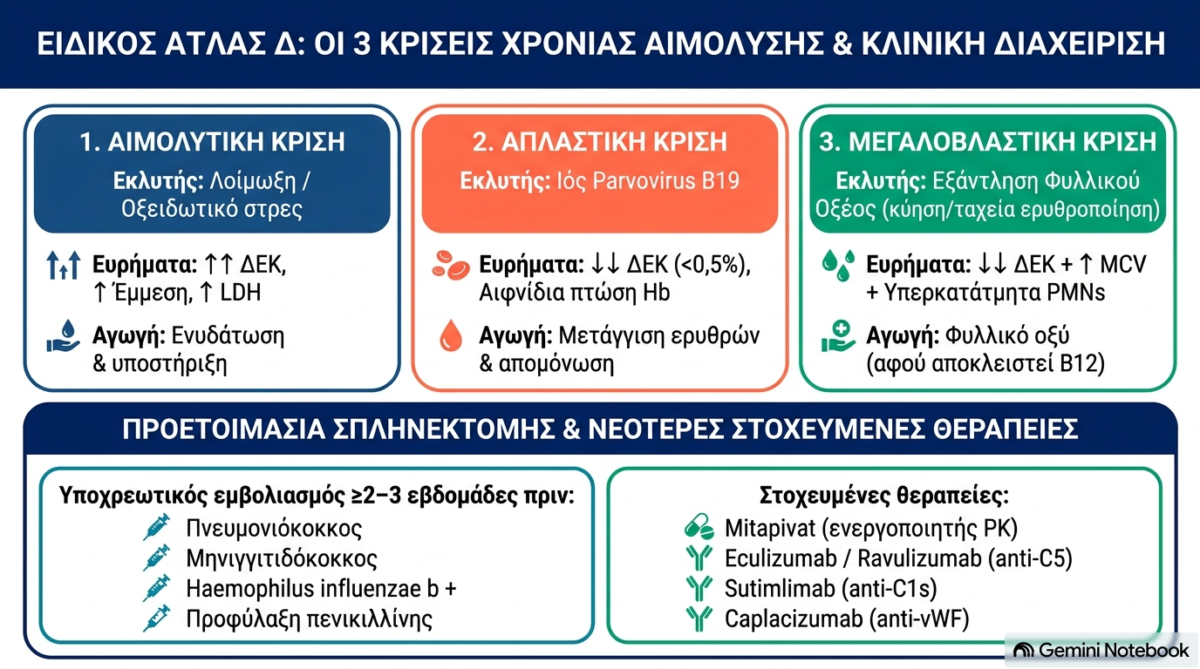 ΕΙΔΙΚΟΣ ΑΤΛΑΣ Δ: ΟΙ 3 ΚΡΙΣΕΙΣ ΧΡΟΝΙΑΣ ΑΙΜΟΛΥΣΗΣ & ΚΛΙΝΙΚΗ ΔΙΑΧΕΙΡΙΣΗ
1. ΑΙΜΟΛΥΤΙΚΗ ΚΡΙΣΗ
Εκλυτής: Λοίμωξη /
Οξειδωτικό στρες
Ευρήματα: ↑↑ ΔΕΚ,
↑ Έμμεση, ↑ LDH
Αγωγή: Ενυδάτωση
& υποστήριξη
2. ΑΠΛΑΣΤΙΚΗ ΚΡΙΣΗ
Εκλυτής: Ιός Parvovirus B19
Ευρήματα: ↓↓ ΔΕΚ (<0,5%),
Αιφνίδια πτώση Hb
Αγωγή: Μετάγγιση ερυθρών
& απομόνωση
3. ΜΕΓΑΛΟΒΛΑΣΤΙΚΗ ΚΡΙΣΗ
Εκλυτής: Εξάντληση Φυλλικού
Οξέος (κύηση/ταχεία ερυθροποίηση)
Ευρήματα: ↓↓ ΔΕΚ + ↑ MCV
+ Υπερκατάτμητα PMNs
Αγωγή: Φυλλικό οξύ
(αφού αποκλειστεί B12)
ΠΡΟΕΤΟΙΜΑΣΙΑ ΣΠΛΗΝΕΚΤΟΜΗΣ & ΝΕΟΤΕΡΕΣ ΣΤΟΧΕΥΜΕΝΕΣ ΘΕΡΑΠΕΙΕΣ
Υποχρεωτικός εμβολιασμός ≥2–3 εβδομάδες πριν:
Πνευμονιόκοκκος
Μηνιγγιτιδόκοκκος
Haemophilus influenzae b +
Προφύλαξη πενικιλλίνης
Στοχευμένες θεραπείες:
Mitapivat (ενεργοποιητής PK)
Eculizumab / Ravulizumab (anti-C5)
Sutimlimab (anti-C1s)
Caplacizumab (anti-vWF)
Gemini Notebook